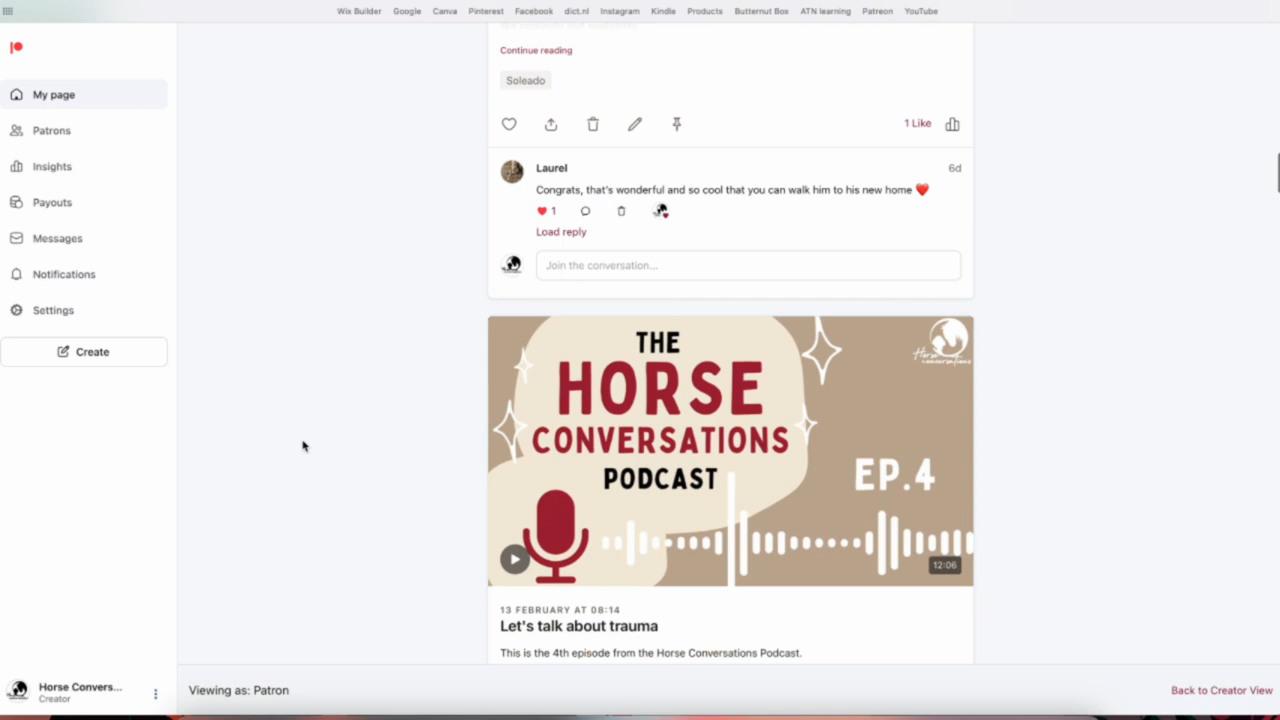 Wix Builder Google Canva Pinterest Facebook dict.nl Instagram Kindle Products Butternut Box ATN learning Patreon YouTube
My page
Patrons
Insights
Payouts
Messages
Notifications
Settings
Create
Horse Convers...
Creator
Continue reading
Soleado
1 Like
Laurel 6d
Congrats, that's wonderful and so cool that you can walk him to his new home ❤️
1
Load reply
Join the conversation...
THE
HORSE
CONVERSATIONS
PODCAST
Horse
conversations
EP.4
12:06
13 FEBRUARY AT 08:14
Let's talk about trauma
This is the 4th episode from the Horse Conversations Podcast.
Viewing as: Patron
Back to Creator View